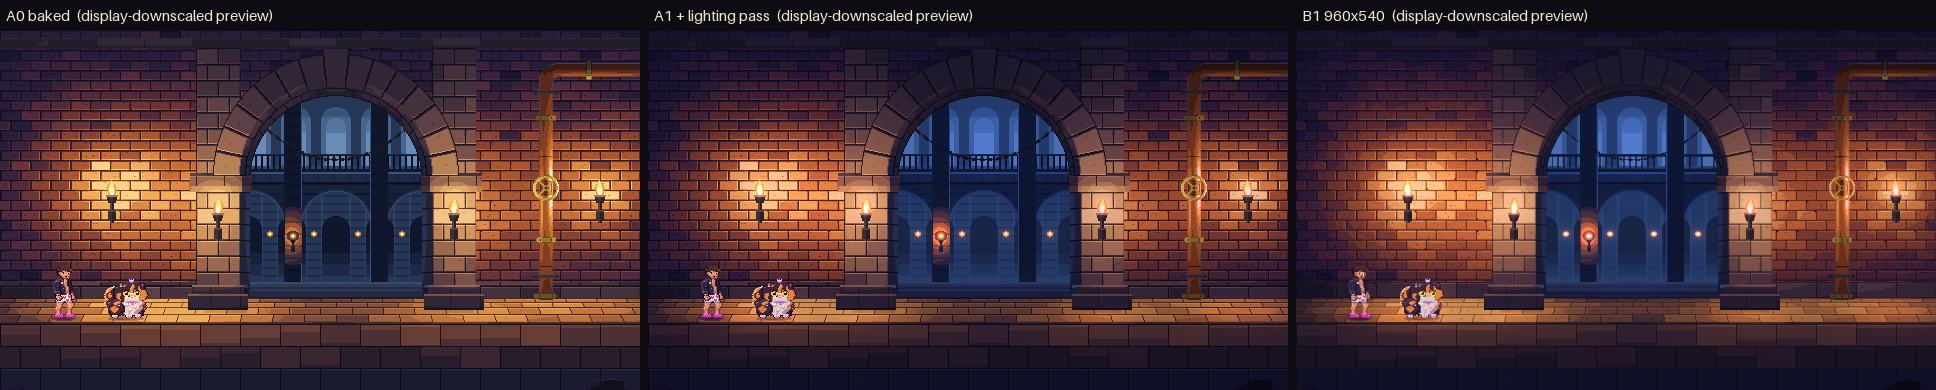 A0 baked (display-downscaled preview)
A1 + lighting pass (display-downscaled preview)
B1 960x540 (display-downscaled preview)